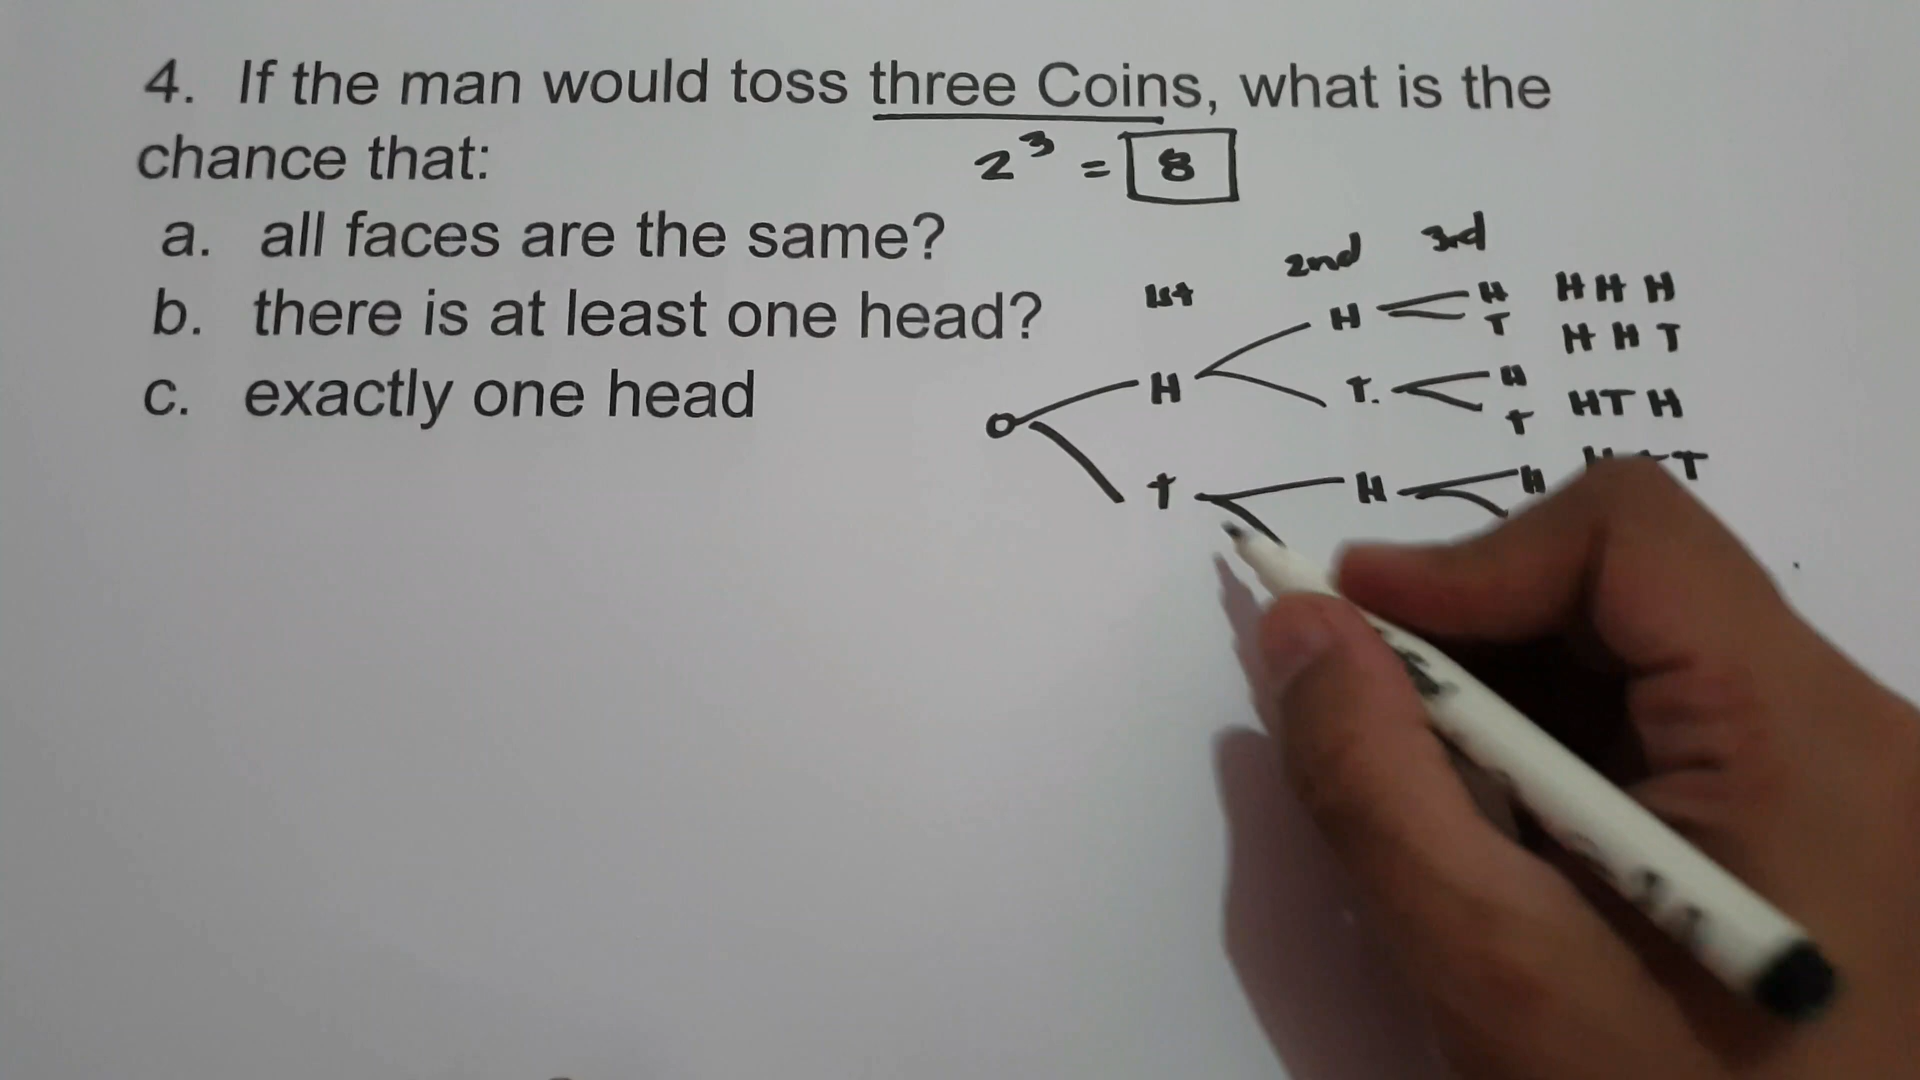 4. If the man would toss three Coins, what is the
chance that:
2³ = 8
a. all faces are the same?
b. there is at least one head?
c. exactly one head
1st 2nd 3rd
H H H H H H
T H H T
H T. H H T H
T
T H H T